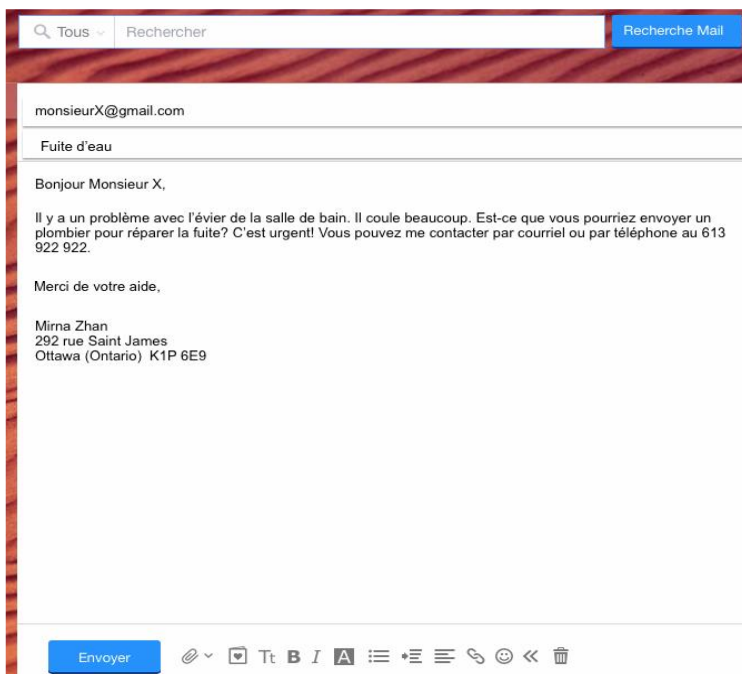 Tous Rechercher Recherche Mail
monsieurX@gmail.com
Fuite d'eau
Bonjour Monsieur X,
Il y a un problème avec l'évier de la salle de bain. Il coule beaucoup. Est-ce que vous pourriez envoyer un
plombier pour réparer la fuite? C'est urgent! Vous pouvez me contacter par courriel ou par téléphone au 613
922 922.
Merci de votre aide,
Mirna Zhan
292 rue Saint James
Ottawa (Ontario)  K1P 6E9
Envoyer Tt B I A